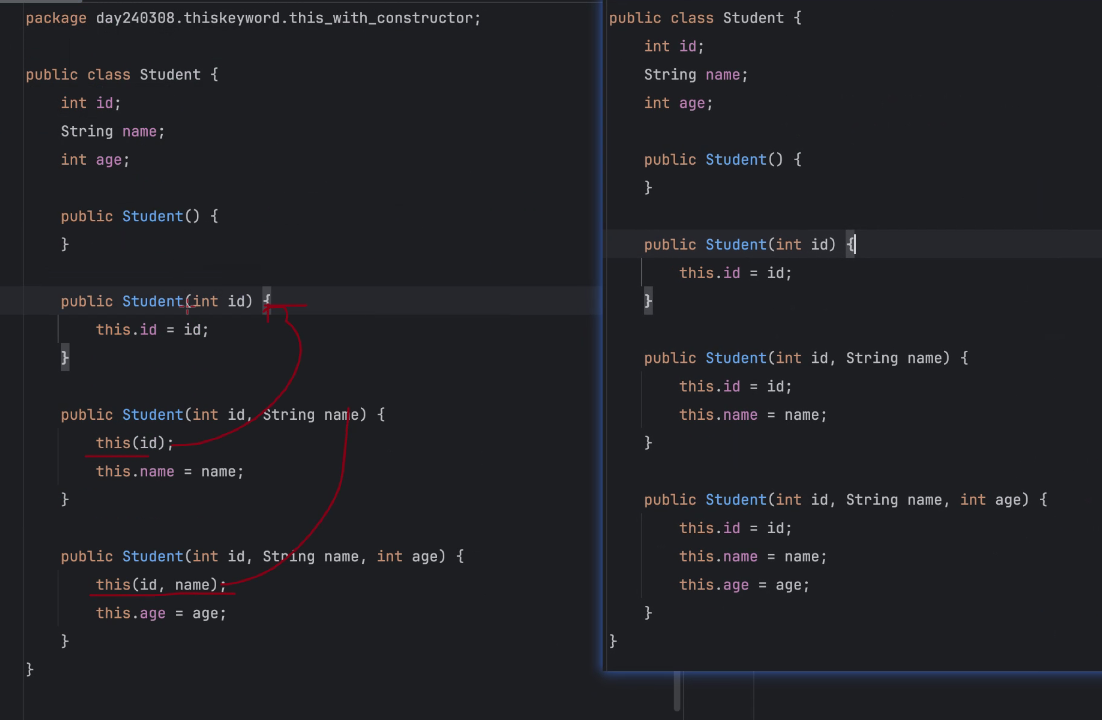 package day240308.thiskeyword.this_with_constructor;
public class Student {
int id;
String name;
int age;
public Student() {
}
public Student(int id) {
this.id = id;
}
public Student(int id, String name) {
this(id);
this.name = name;
}
public Student(int id, String name, int age) {
this(id, name);
this.age = age;
}
}
public class Student {
int id;
String name;
int age;
public Student() {
}
public Student(int id) {
this.id = id;
}
public Student(int id, String name) {
this.id = id;
this.name = name;
}
public Student(int id, String name, int age) {
this.id = id;
this.name = name;
this.age = age;
}
}